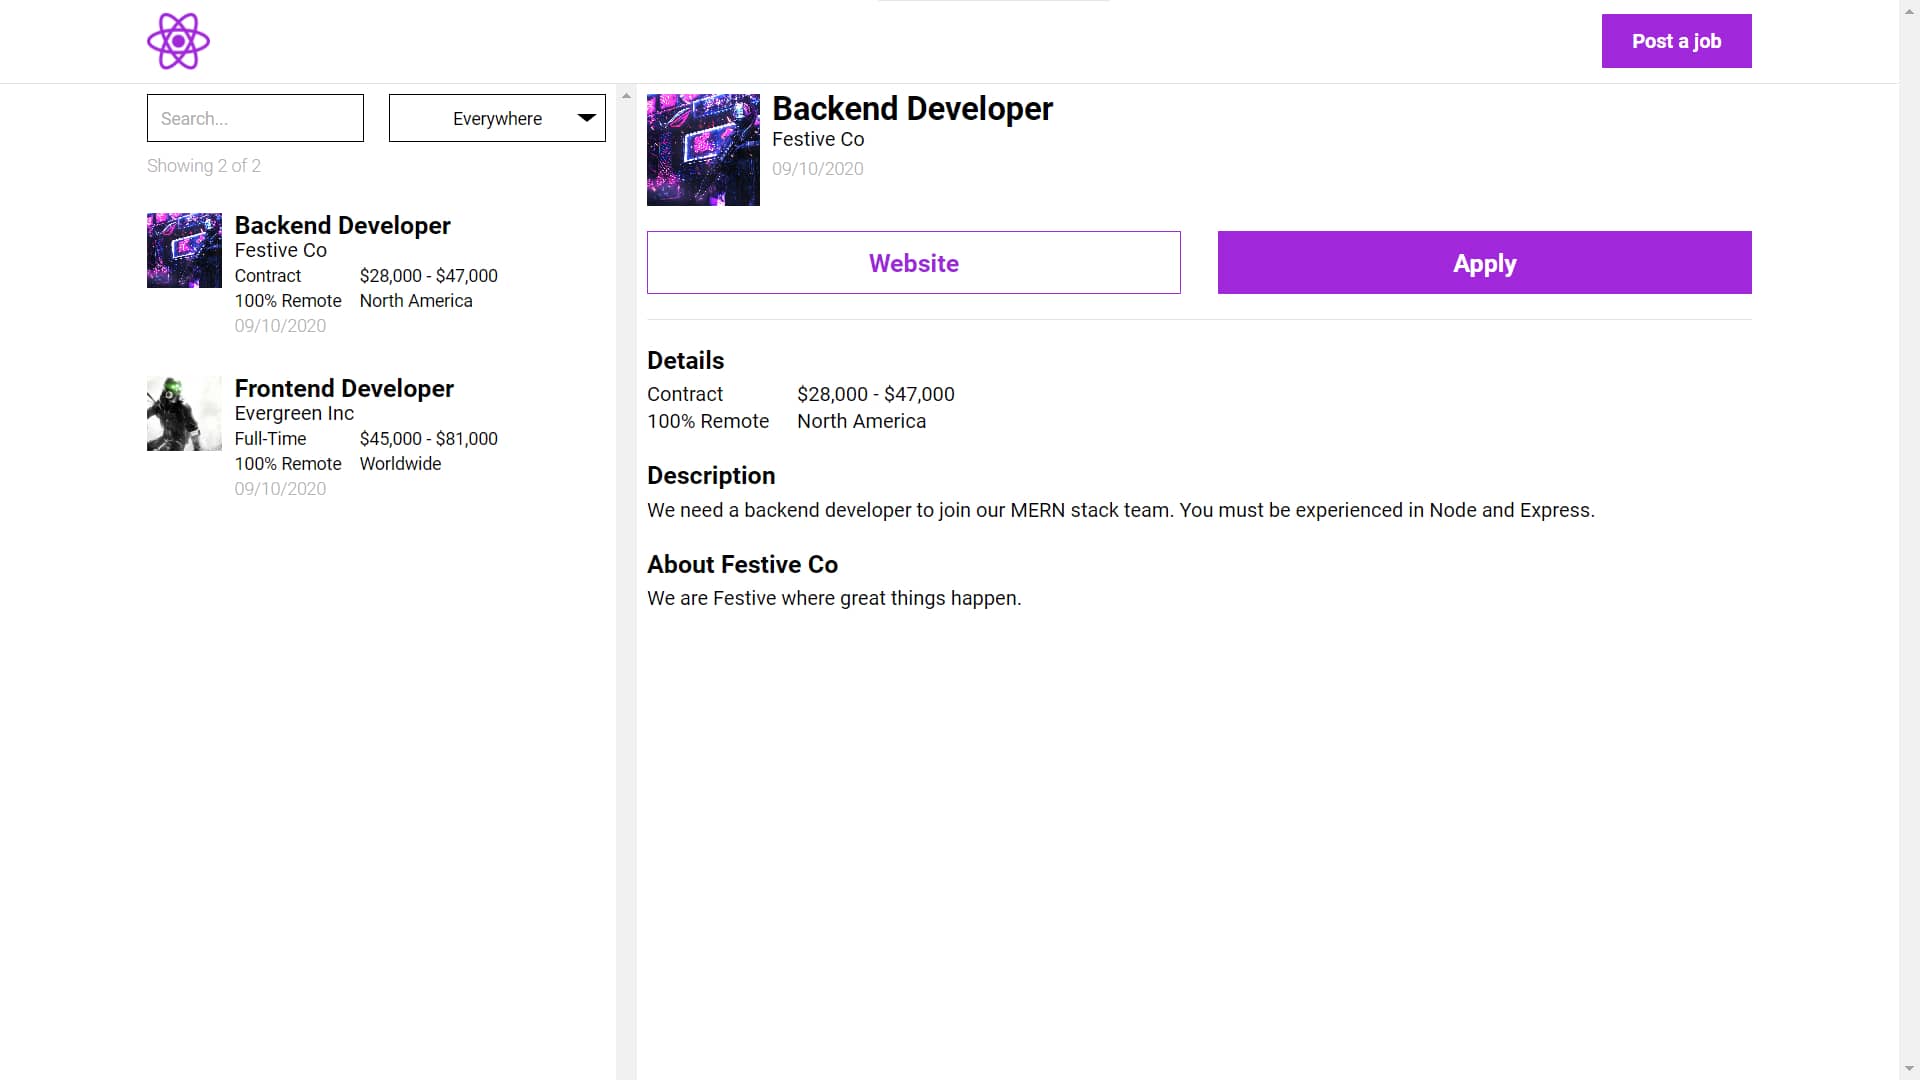 Post a job
Search...
Everywhere
Showing 2 of 2
Backend Developer
Festive Co
Contract $28,000 - $47,000
100% Remote North America
09/10/2020
Frontend Developer
Evergreen Inc
Full-Time $45,000 - $81,000
100% Remote Worldwide
09/10/2020
Backend Developer
Festive Co
09/10/2020
Website
Apply
Details
Contract $28,000 - $47,000
100% Remote North America
Description
We need a backend developer to join our MERN stack team. You must be experienced in Node and Express.
About Festive Co
We are Festive where great things happen.